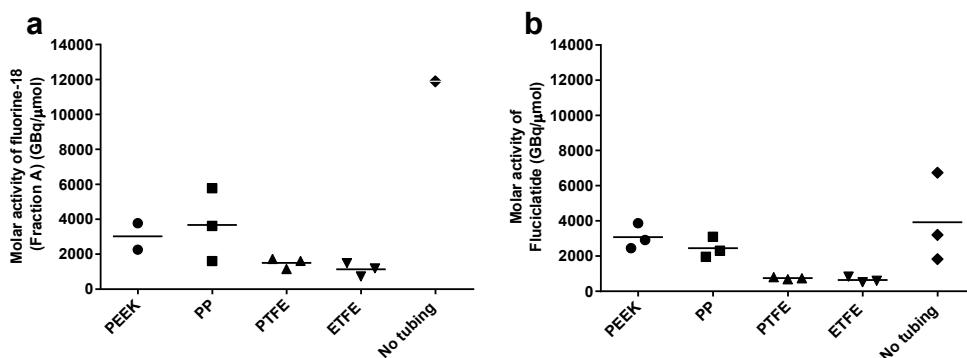 a
Molar activity of fluorine-18
(Fraction A) (GBq/μmol)
14000
12000
10000
8000
6000
4000
2000
0
PEEK
PP
PTFE
ETFE
No tubing
b
Molar activity of
Fluciclatide (GBq/μmol)
14000
12000
10000
8000
6000
4000
2000
0
PEEK
PP
PTFE
ETFE
No tubing